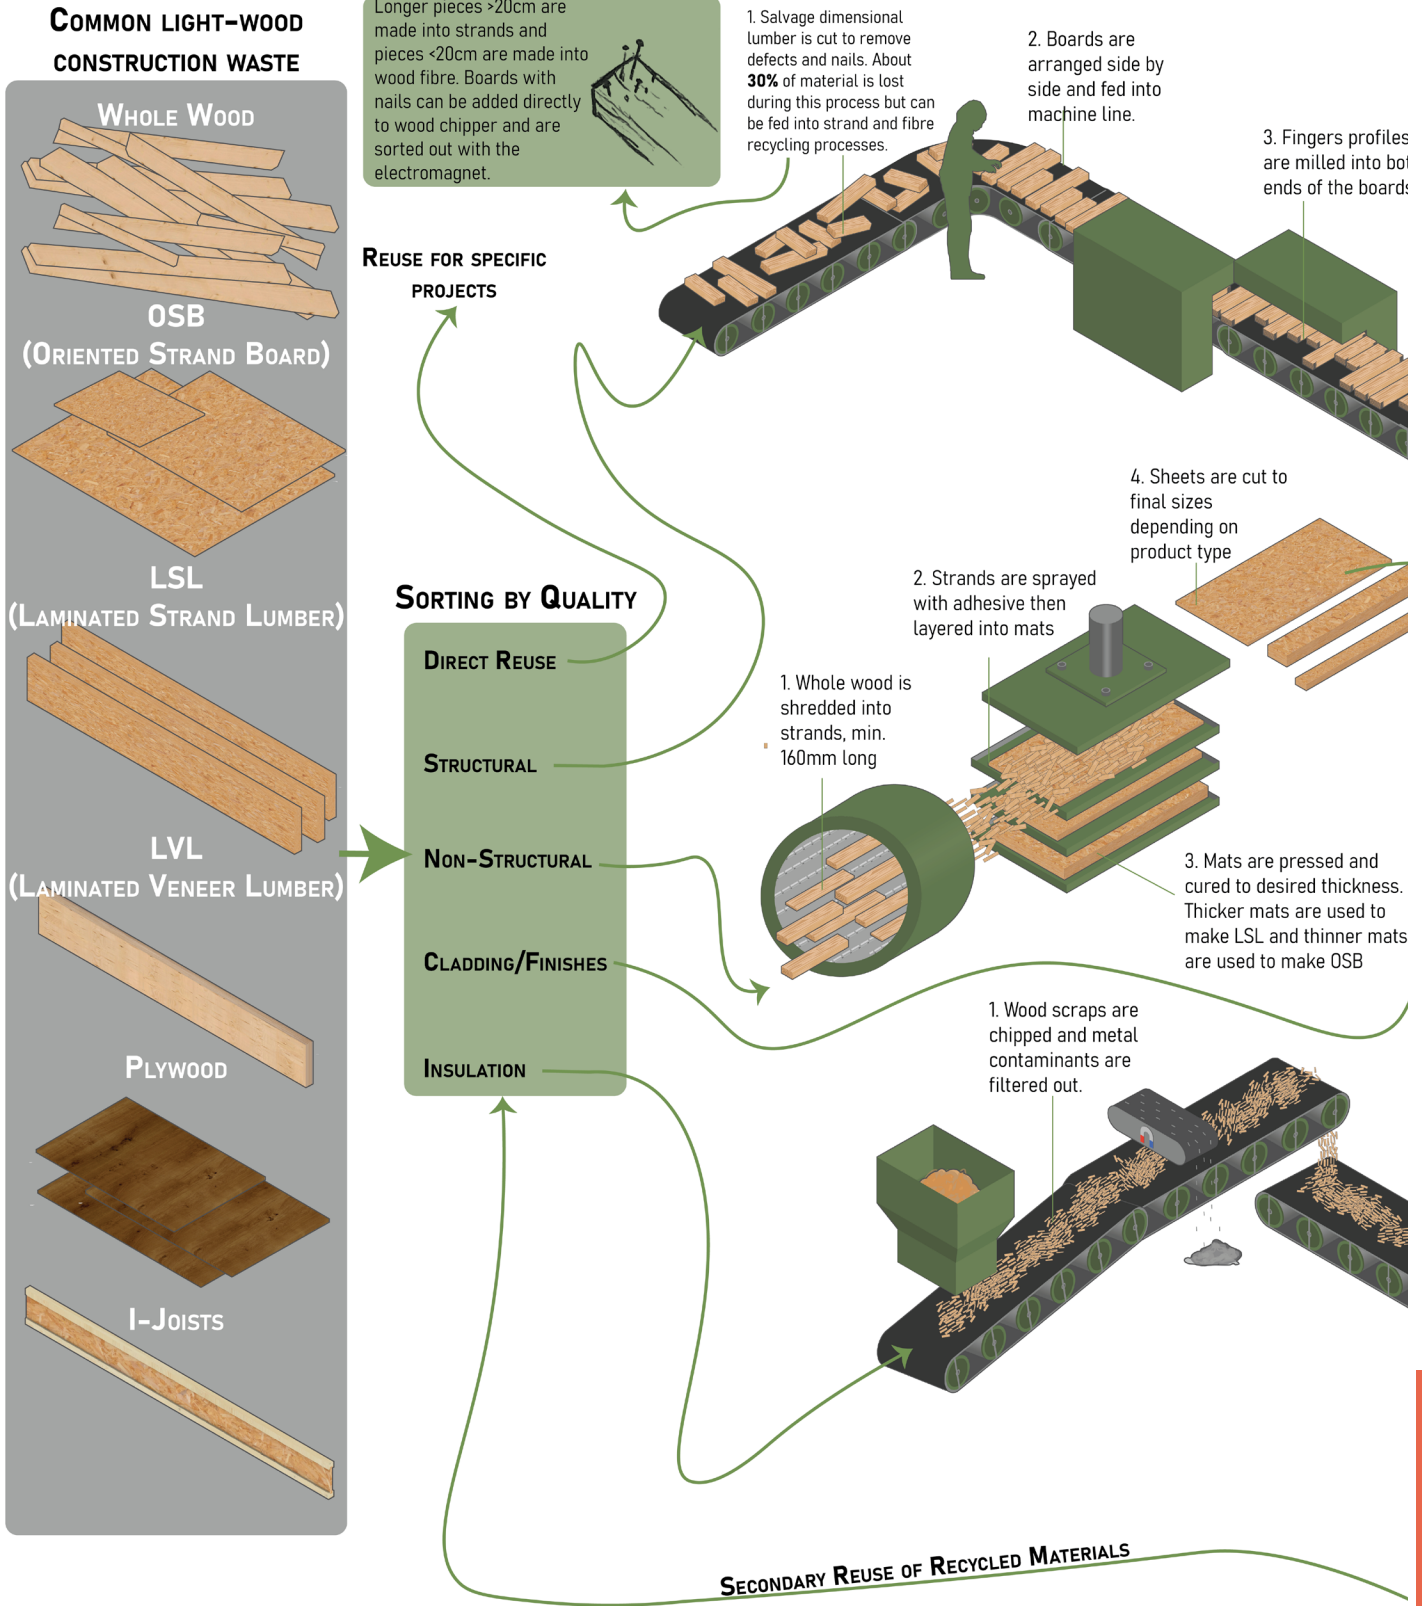 Common light-wood
construction waste
Whole Wood
OSB
(Oriented Strand Board)
LSL
(Laminated Strand Lumber)
LVL
(Laminated Veneer Lumber)
Plywood
I-Joists
Longer pieces >20cm are
made into strands and
pieces <20cm are made into
wood fibre. Boards with
nails can be added directly
to wood chipper and are
sorted out with the
electromagnet.
Reuse for specific
projects
Sorting by Quality
Direct Reuse
Structural
Non-Structural
Cladding/Finishes
Insulation
1. Salvage dimensional
lumber is cut to remove
defects and nails. About
30% of material is lost
during this process but can
be fed into strand and fibre
recycling processes.
2. Boards are
arranged side by
side and fed into
machine line.
3. Fingers profiles
are milled into
ends of the boards
1. Whole wood is
shredded into
strands, min.
160mm long
2. Strands are sprayed
with adhesive then
layered into mats
3. Mats are pressed and
cured to desired thickness.
Thicker mats are used to
make LSL and thinner mats
are used to make OSB
4. Sheets are cut to
final sizes
depending on
product type
1. Wood scraps are
chipped and metal
contaminants are
filtered out.
Secondary Reuse of Recycled Materials